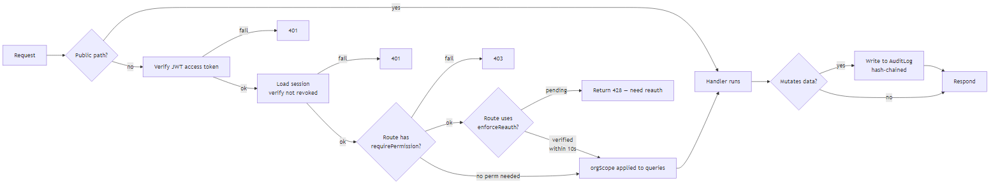 Request
Public path?
yes
no
Verify JWT access token
fail
401
ok
Load session
verify not revoked
fail
401
ok
Route has
requirePermission?
fail
403
ok
Route uses
enforceReauth?
pending
Return 428 — need reauth
verified
within 10s
no perm needed
orgScope applied to queries
Handler runs
Mutates data?
yes
Write to AuditLog
hash-chained
no
Respond